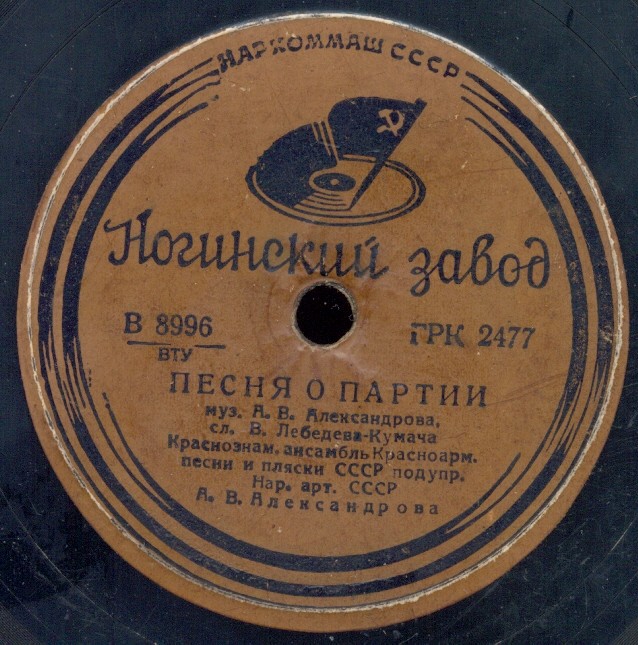 НАРКОММАШ СССР
Ногинский завод
В 8996 ГРК 2477
ВТУ
ПЕСНЯ О ПАРТИИ
муз. А. В. Александрова,
сл. В. Лебедева-Кумача
Краснознам. ансамбль Красноарм.
песни и пляски СССР под упр.
Нар. арт. СССР
А. В. Александрова